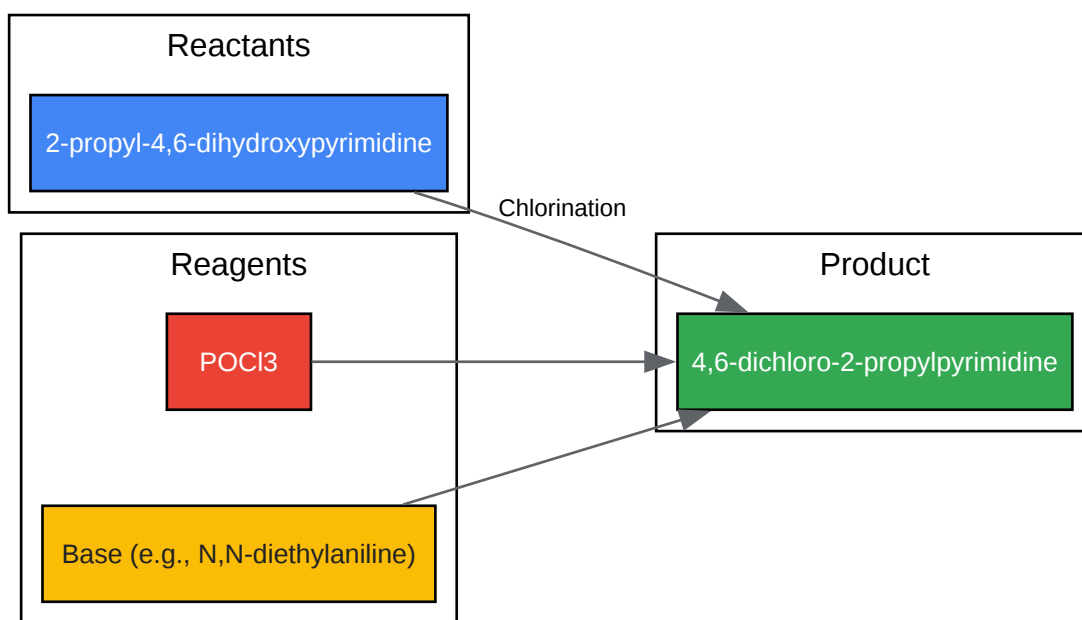 Reactants
2-propyl-4,6-dihydroxypyrimidine
Chlorination
Reagents
POCl3
Base (e.g., N,N-diethylaniline)
Product
4,6-dichloro-2-propylpyrimidine